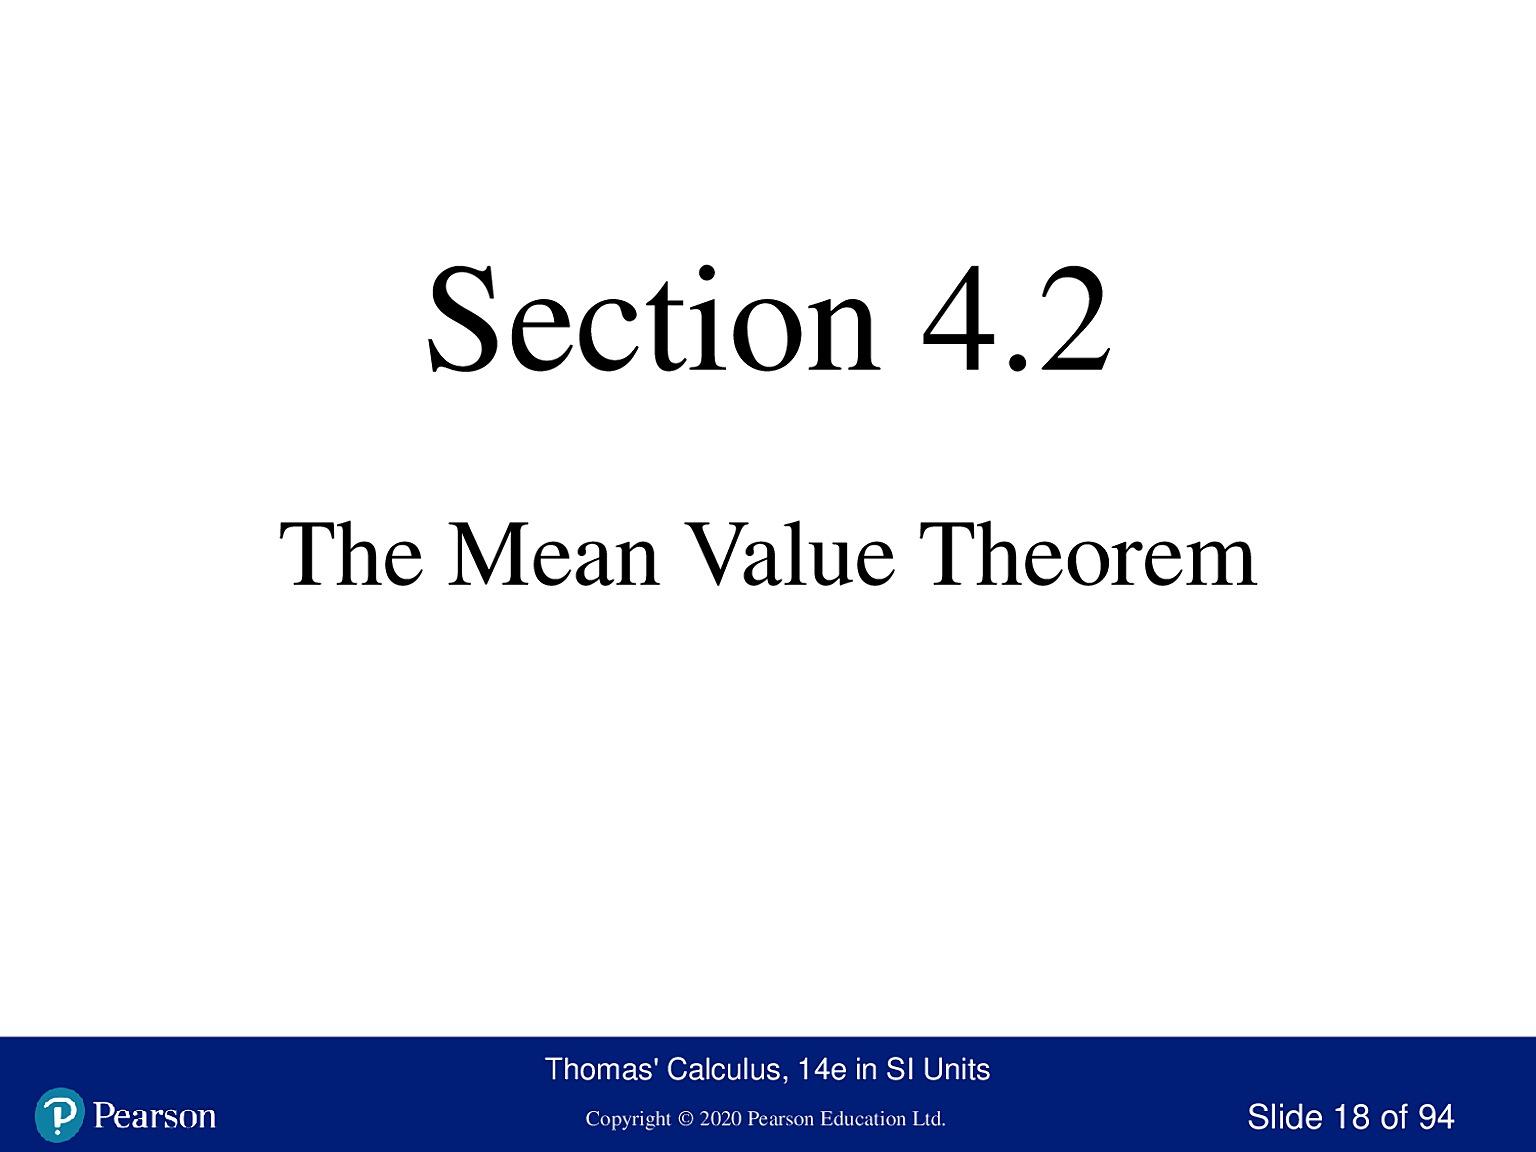 Section 4.2
The Mean Value Theorem
Thomas' Calculus, 14e in SI Units
Pearson
Copyright © 2020 Pearson Education Ltd.
Slide 18 of 94